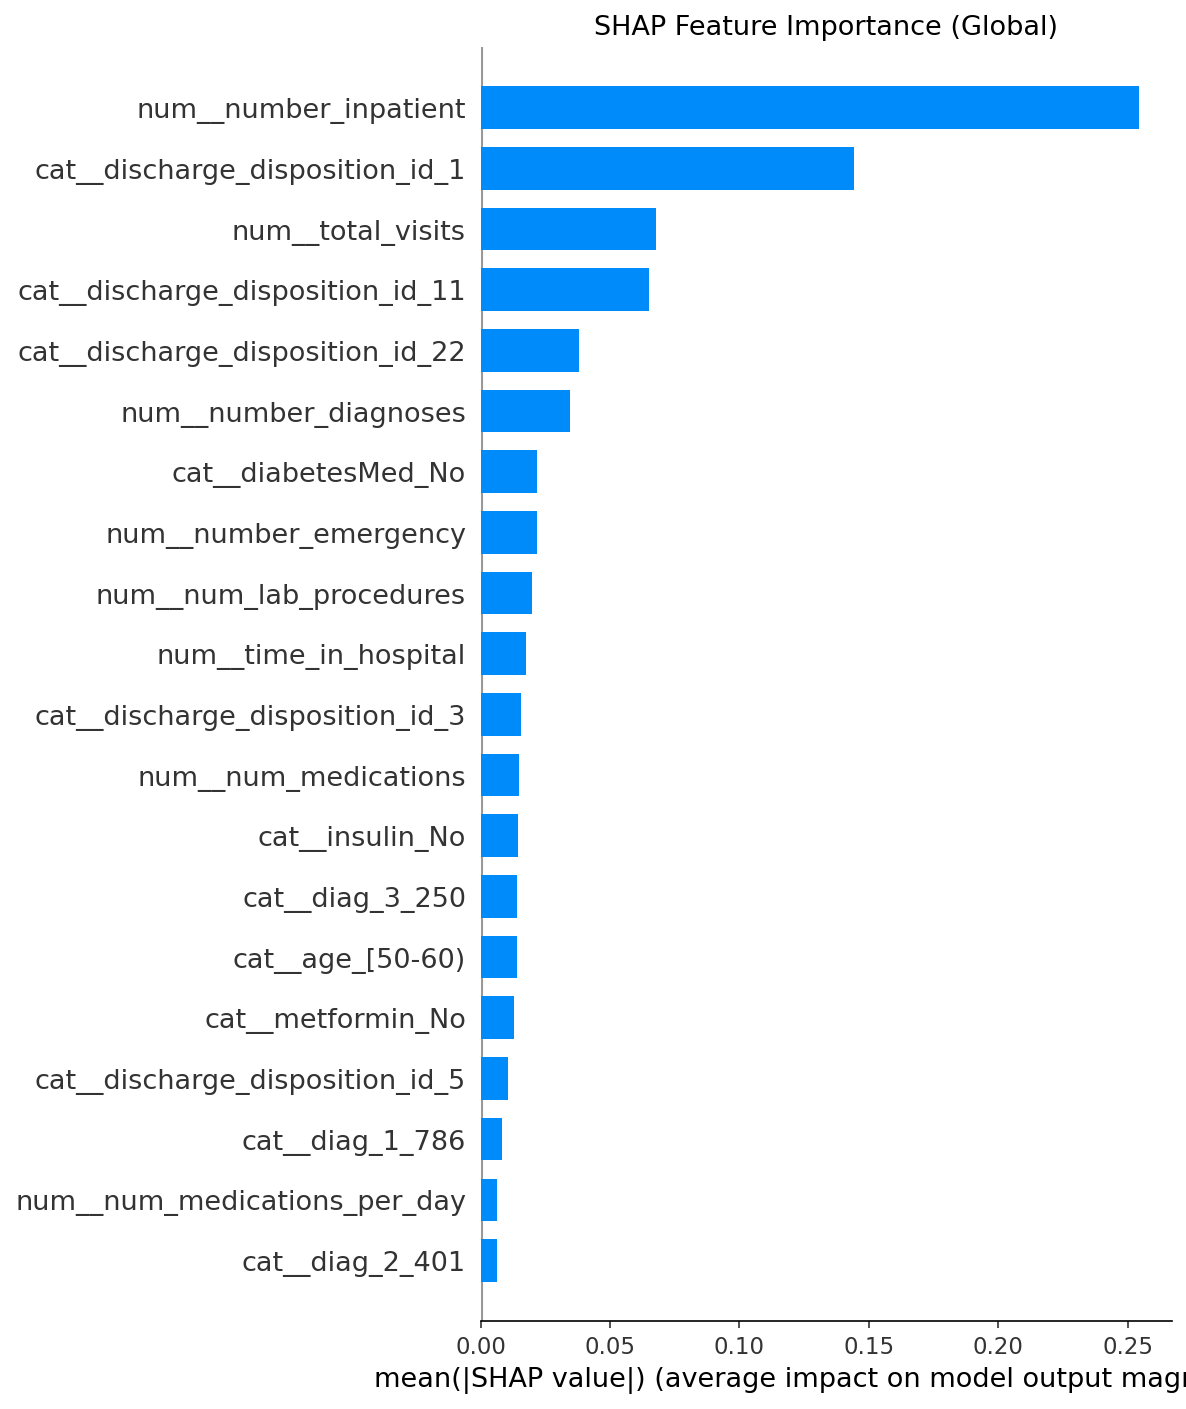 SHAP Feature Importance (Global)
num__number_inpatient
cat__discharge_disposition_id_1
num__total_visits
cat__discharge_disposition_id_11
cat__discharge_disposition_id_22
num__number_diagnoses
cat__diabetesMed_No
num__number_emergency
num__num_lab_procedures
num__time_in_hospital
cat__discharge_disposition_id_3
num__num_medications
cat__insulin_No
cat__diag_3_250
cat__age_[50-60)
cat__metformin_No
cat__discharge_disposition_id_5
cat__diag_1_786
num__num_medications_per_day
cat__diag_2_401
0.00 0.05 0.10 0.15 0.20 0.25
mean(|SHAP value|) (average impact on model output